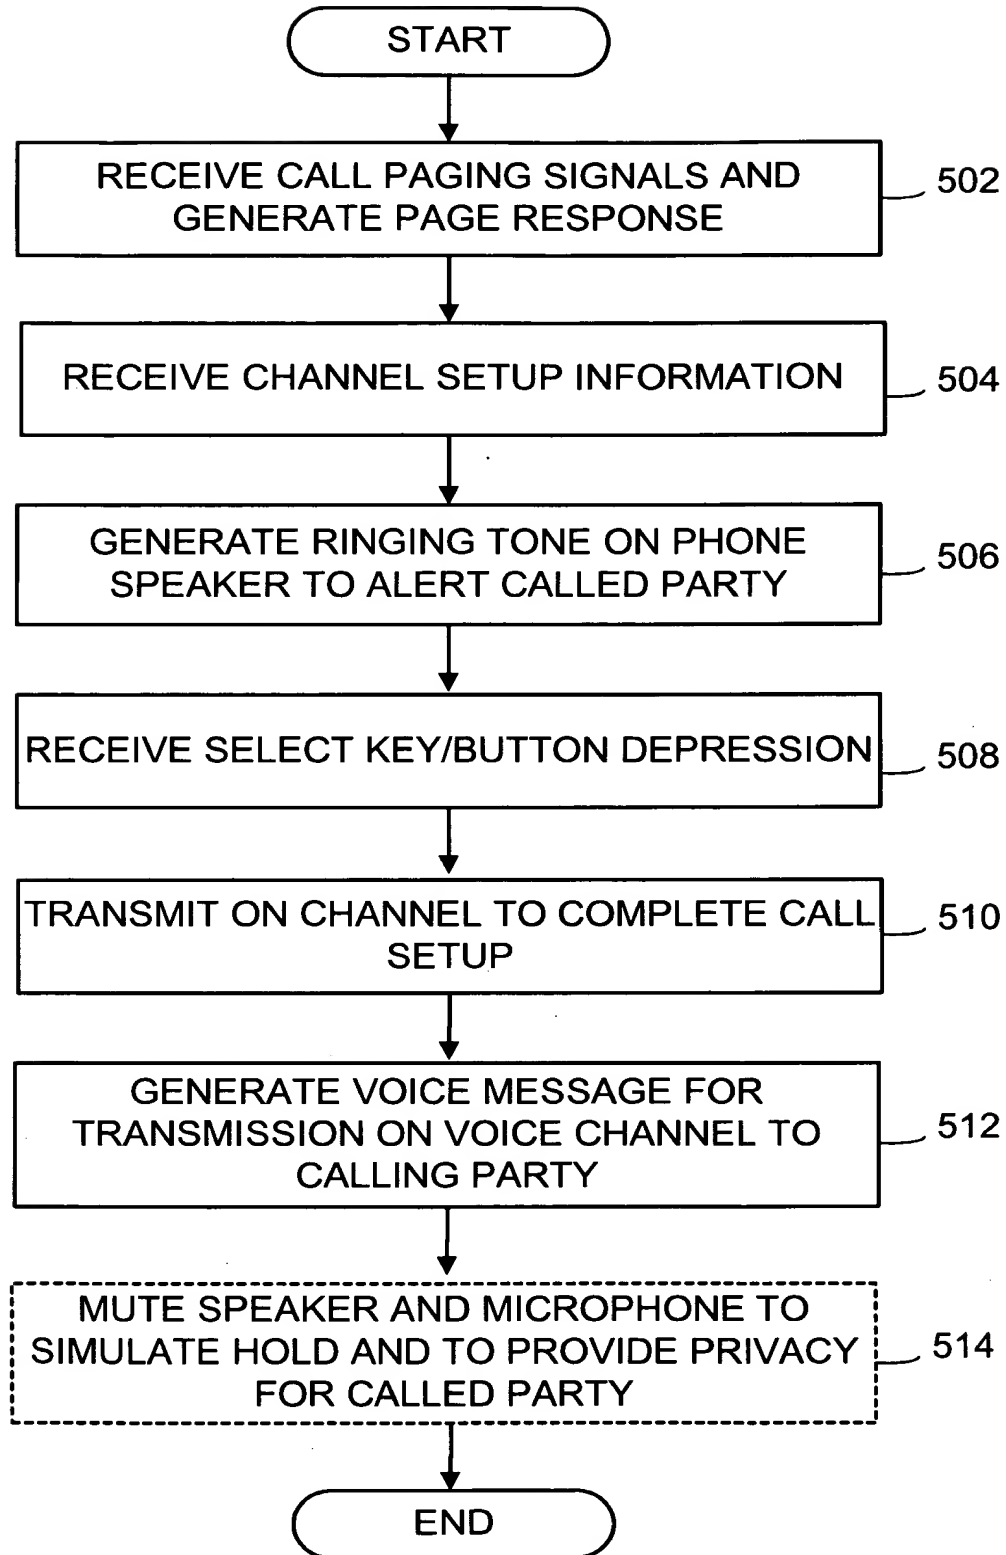 START
RECEIVE CALL PAGING SIGNALS AND
GENERATE PAGE RESPONSE
502
RECEIVE CHANNEL SETUP INFORMATION
504
GENERATE RINGING TONE ON PHONE
SPEAKER TO ALERT CALLED PARTY
506
RECEIVE SELECT KEY/BUTTON DEPRESSION
508
TRANSMIT ON CHANNEL TO COMPLETE CALL
SETUP
510
GENERATE VOICE MESSAGE FOR
TRANSMISSION ON VOICE CHANNEL TO
CALLING PARTY
512
MUTE SPEAKER AND MICROPHONE TO
SIMULATE HOLD AND TO PROVIDE PRIVACY
FOR CALLED PARTY
514
END